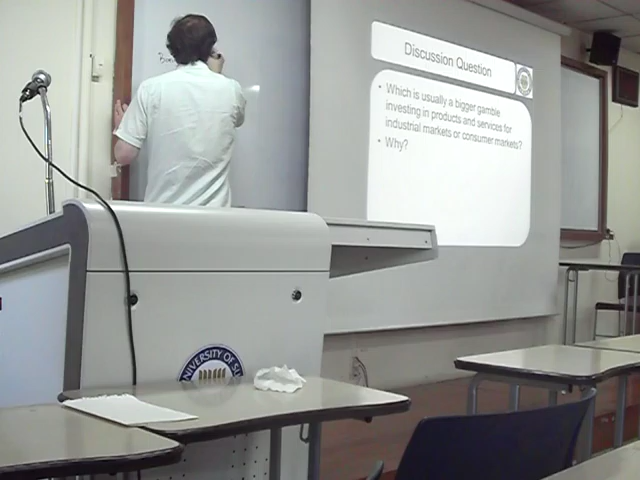 Discussion Question
• Which is usually a bigger gamble
investing in products and services for
industrial markets or consumer markets?
• Why?
UNIVERSITY OF